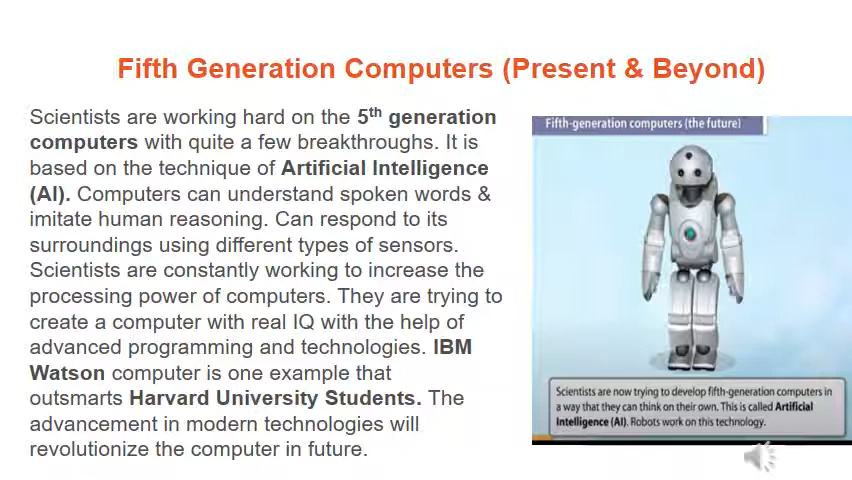 Fifth Generation Computers (Present & Beyond)
Scientists are working hard on the 5th generation
computers with quite a few breakthroughs. It is
based on the technique of Artificial Intelligence
(AI). Computers can understand spoken words &
imitate human reasoning. Can respond to its
surroundings using different types of sensors.
Scientists are constantly working to increase the
processing power of computers. They are trying to
create a computer with real IQ with the help of
advanced programming and technologies. IBM
Watson computer is one example that
outsmarts Harvard University Students. The
advancement in modern technologies will
revolutionize the computer in future.
Fifth-generation computers (the future)
Scientists are now trying to develop fifth-generation computers in
a way that they can think on their own. This is called Artificial
Intelligence (AI). Robots work on this technology.